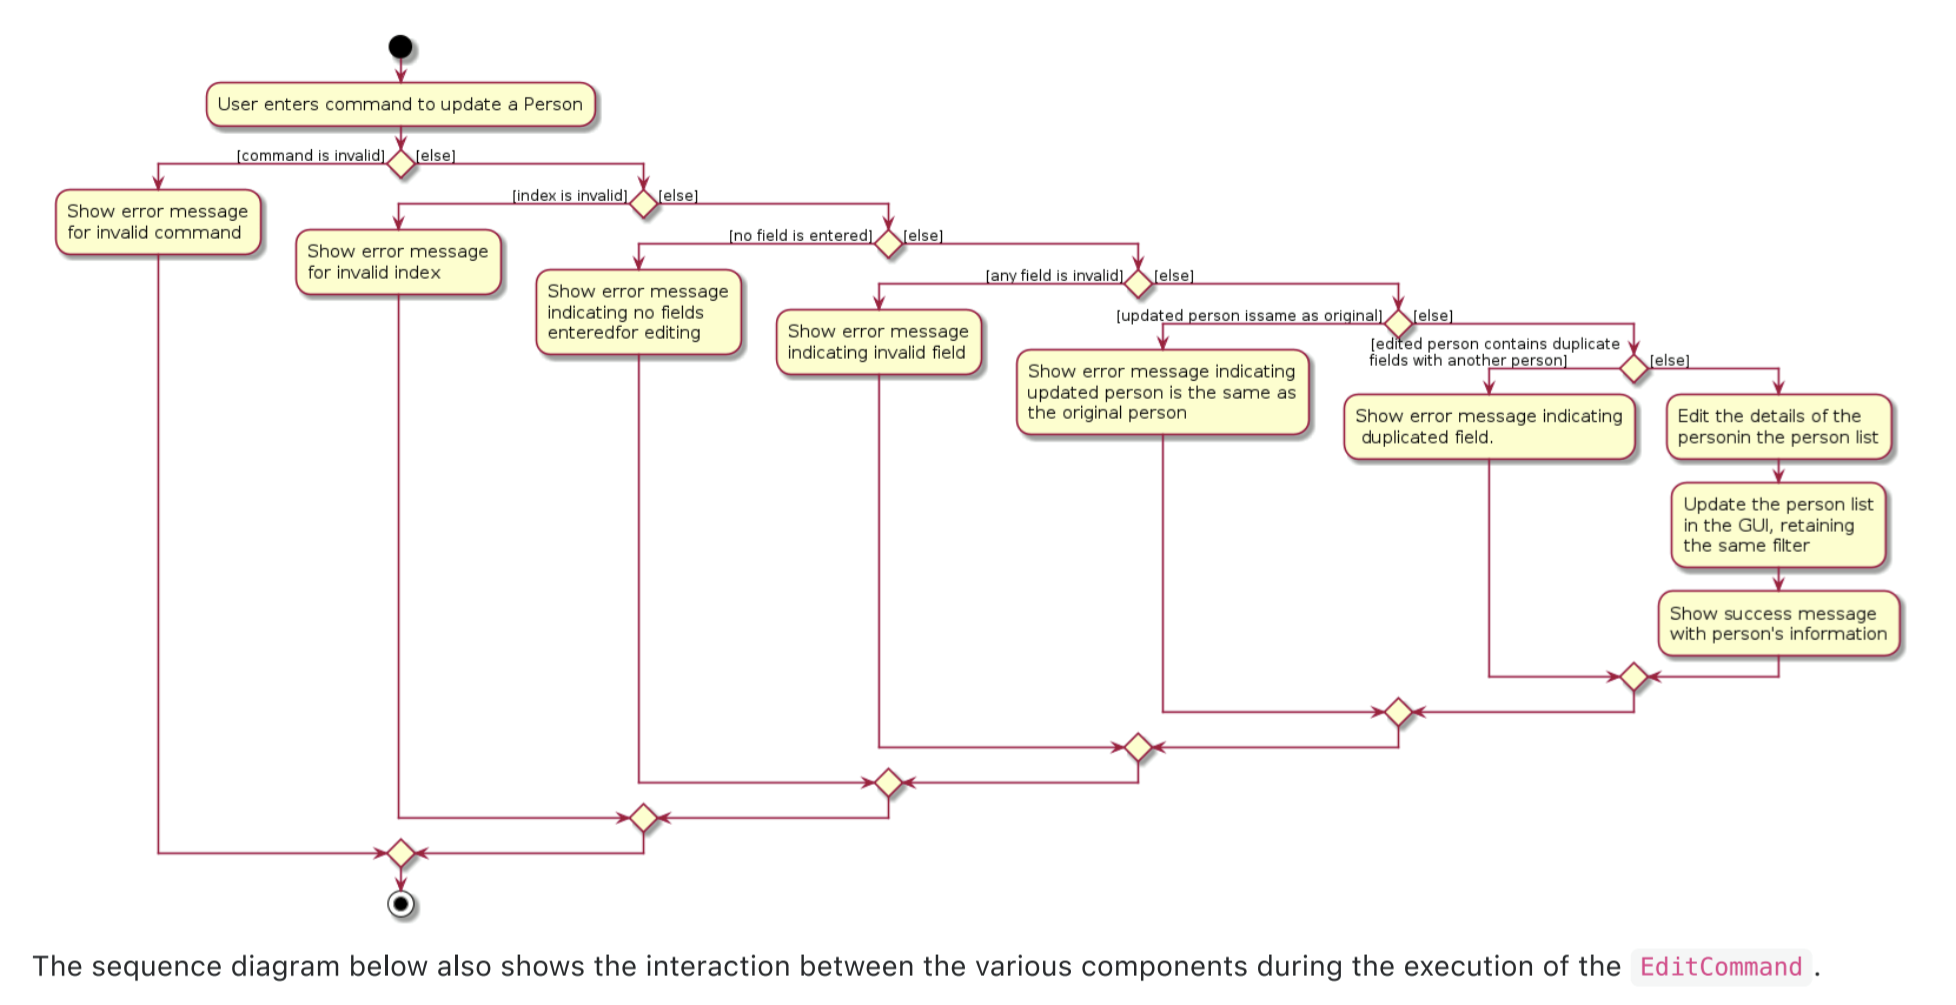 User enters command to update a Person
[command is invalid]
[else]
Show error message
for invalid command
[index is invalid]
[else]
Show error message
for invalid index
[no field is entered]
[else]
Show error message
indicating no fields
enteredfor editing
[any field is invalid]
[else]
Show error message
indicating invalid field
[updated person issame as original]
[else]
Show error message indicating
updated person is the same as
the original person
[edited person contains duplicate
fields with another person]
[else]
Show error message indicating
duplicated field.
Edit the details of the
personin the person list
Update the person list
in the GUI, retaining
the same filter
Show success message
with person's information
The sequence diagram below also shows the interaction between the various components during the execution of the EditCommand.